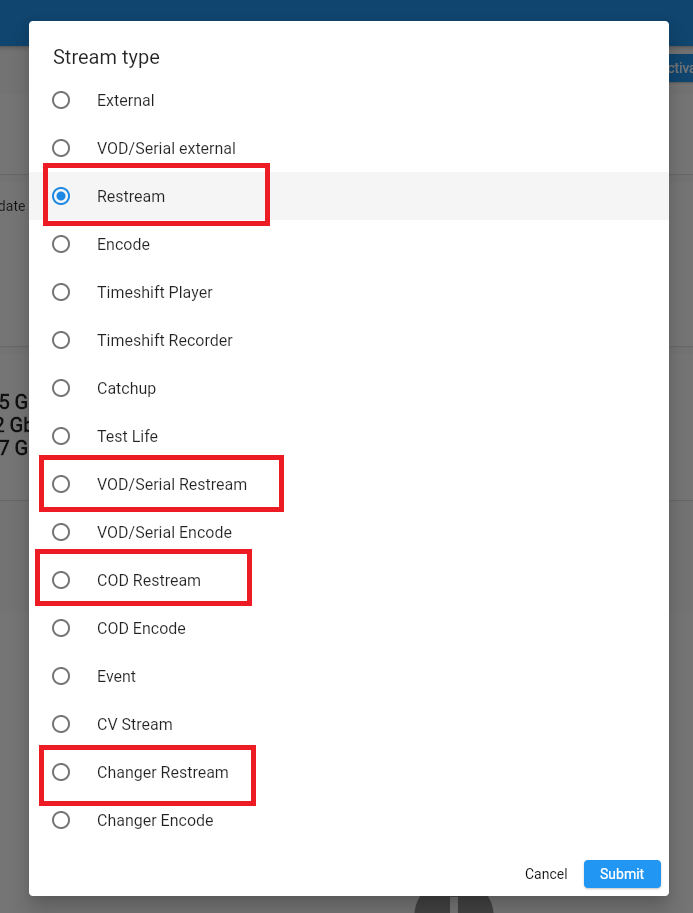 Stream type
External
VOD/Serial external
Restream
date
Encode
Timeshift Player
Timeshift Recorder
Catchup
5 G
2 Gb
7 G
Test Life
VOD/Serial Restream
VOD/Serial Encode
COD Restream
COD Encode
Event
CV Stream
Changer Restream
Changer Encode
Cancel Submit